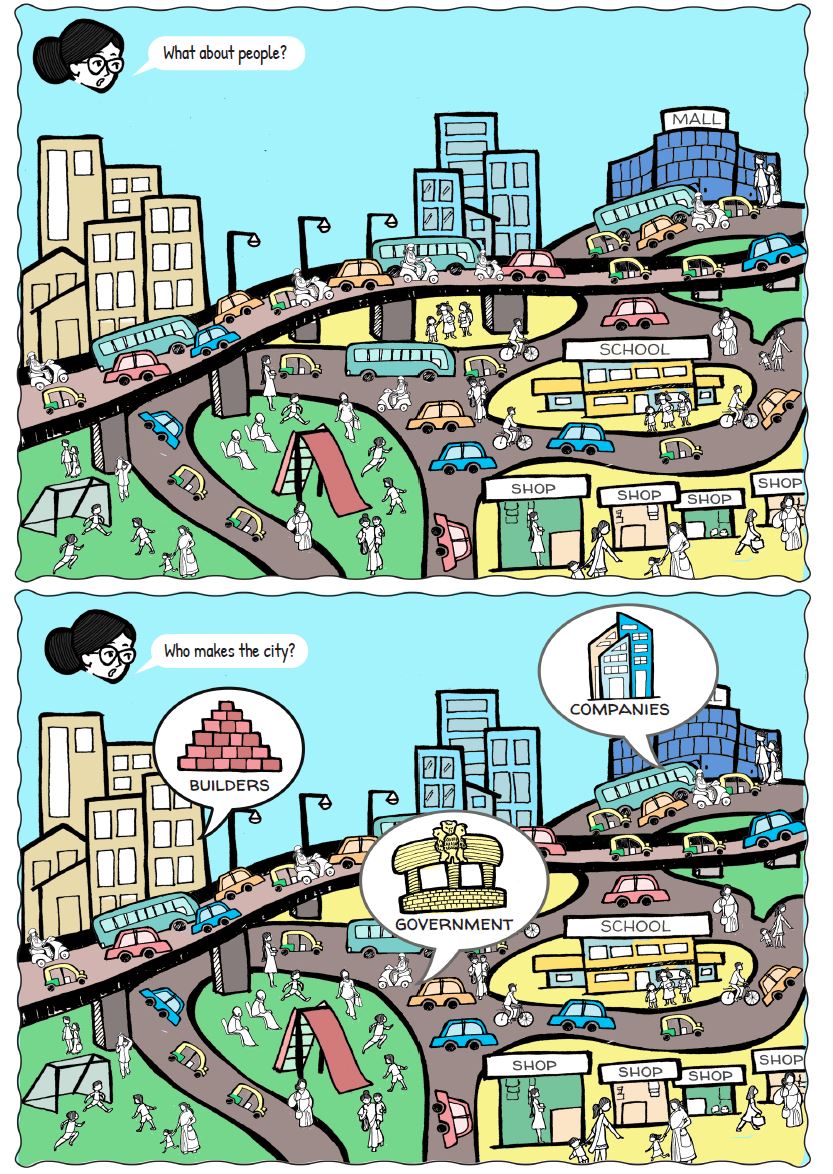 What about people?
MALL
SCHOOL
SHOP
SHOP
SHOP
SHOP
Who makes the city?
COMPANIES
BUILDERS
GOVERNMENT
SCHOOL
SHOP
SHOP
SHOP
SHOP